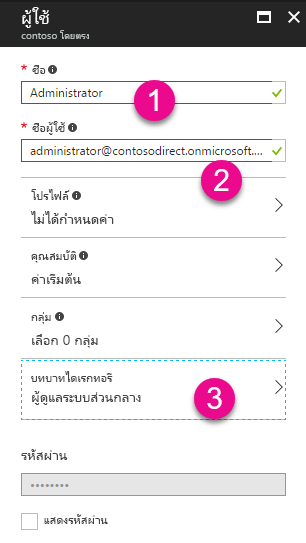 ผู้ใช้
contoso โดยตรง
* ชื่อ
Administrator
1
* ชื่อผู้ใช้
administrator@contosodirect.onmicrosoft....
2
โปรไฟล์
ไม่ได้กำหนดค่า
คุณสมบัติ
ค่าเริ่มต้น
กลุ่ม
เลือก 0 กลุ่ม
บทบาทไดเรกทอรี
ผู้ดูแลระบบส่วนกลาง
3
รหัสผ่าน
แสดงรหัสผ่าน